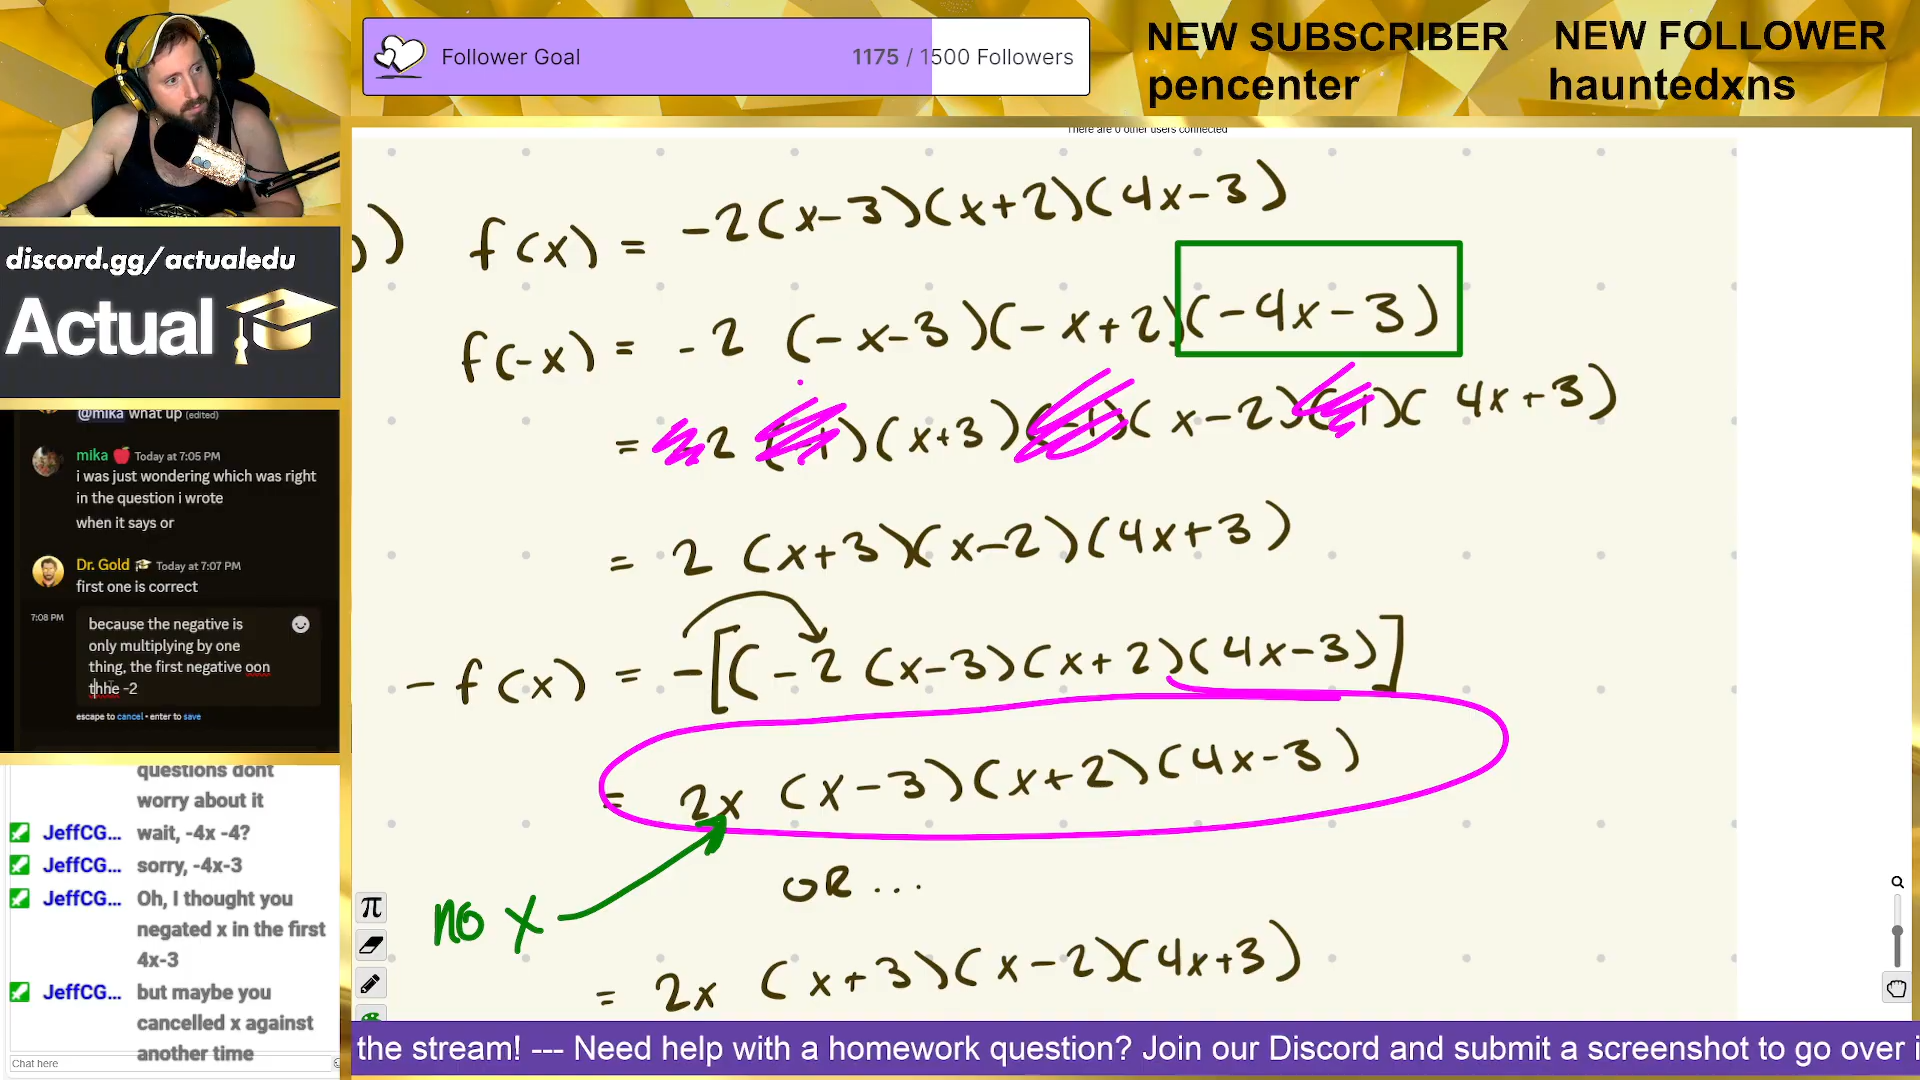 Follower Goal 1175 / 1500 Followers
NEW SUBSCRIBER
pencenter
NEW FOLLOWER
hauntedxns
There are 0 other users connected
discord.gg/actualedu
Actual
@mika what up (edited)
mika Today at 7:05 PM
i was just wondering which was right
in the question i wrote
when it says or
Dr. Gold Today at 7:07 PM
first one is correct
7:08 PM
because the negative is
only multiplying by one
thing, the first negative oon
thhe -2
escape to cancel • enter to save
questions dont
worry about it
JeffCG... wait, -4x -4?
JeffCG... sorry, -4x-3
JeffCG... Oh, I thought you
negated x in the first
4x-3
JeffCG... but maybe you
cancelled x against
another time
Chat here
) f(x) = -2(x-3)(x+2)(4x-3)
f(-x) = -2 (-x-3)(-x+2)(-4x-3)
= 2 (-1)(x+3)(-1)(x-2)(-1)(4x+3)
= 2 (x+3)(x-2)(4x+3)
-f(x) = -[(-2 (x-3)(x+2)(4x-3)]
= 2x (x-3)(x+2)(4x-3)
OR ...
no x
= 2x (x+3)(x-2)(4x+3)
π
the stream! --- Need help with a homework question? Join our Discord and submit a screenshot to go over i